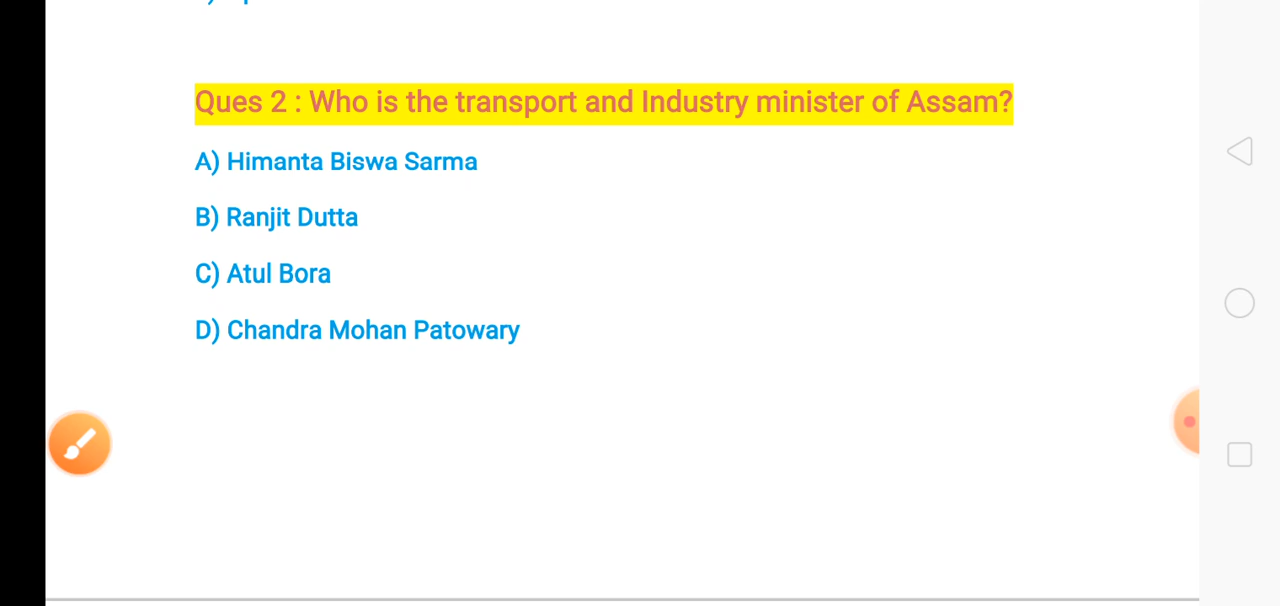 Ques 2 : Who is the transport and Industry minister of Assam?
A) Himanta Biswa Sarma
B) Ranjit Dutta
C) Atul Bora
D) Chandra Mohan Patowary